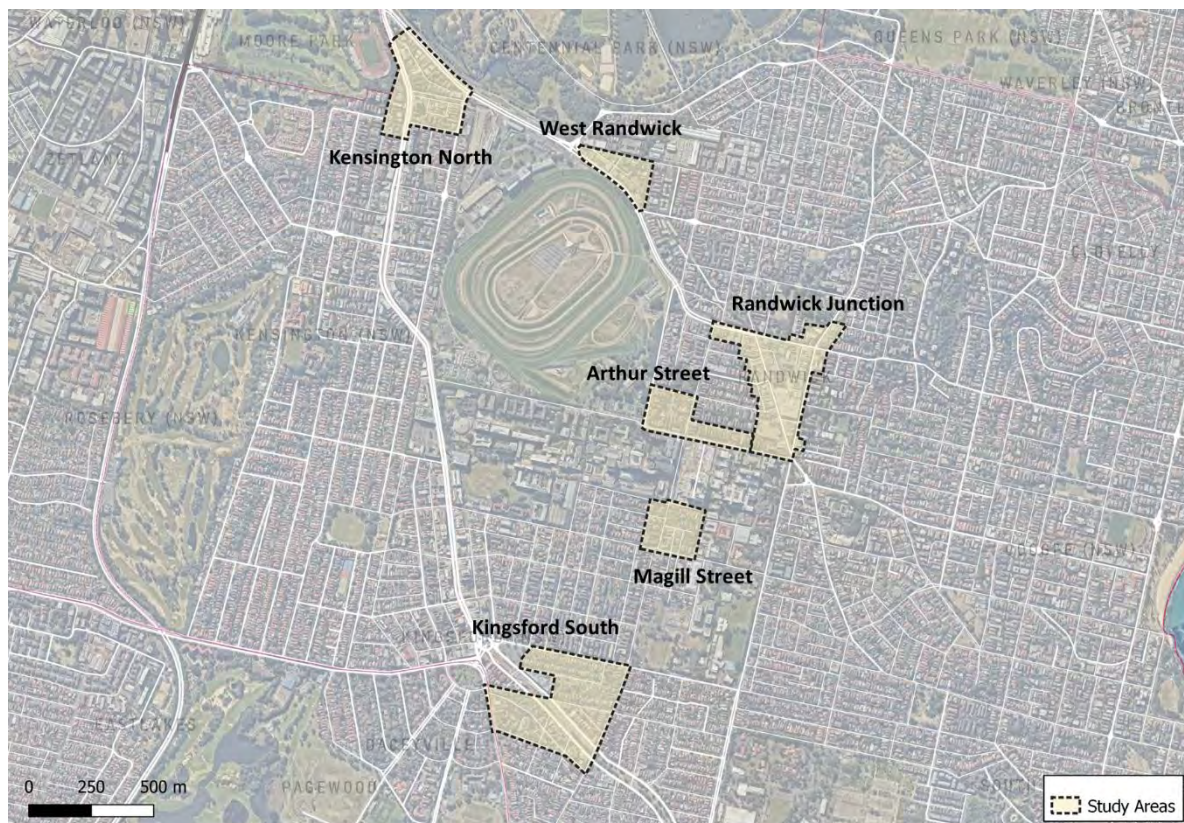 WATERLOO (NSW)
MOORE PARK
CENTENNIAL PARK (NSW)
QUEENS PARK (NSW)
WAVERLEY (NSW)
West Randwick
Kensington North
ZETLAND
CLOVELLY
Randwick Junction
KENSINGTON (NSW)
Arthur Street
RANDWICK
ROSEBERY (NSW)
COOGEE (NSW)
Magill Street
Kingsford South
EASTLAKES
DACEYVILLE
PAGEWOOD
0 250 500 m
Study Areas